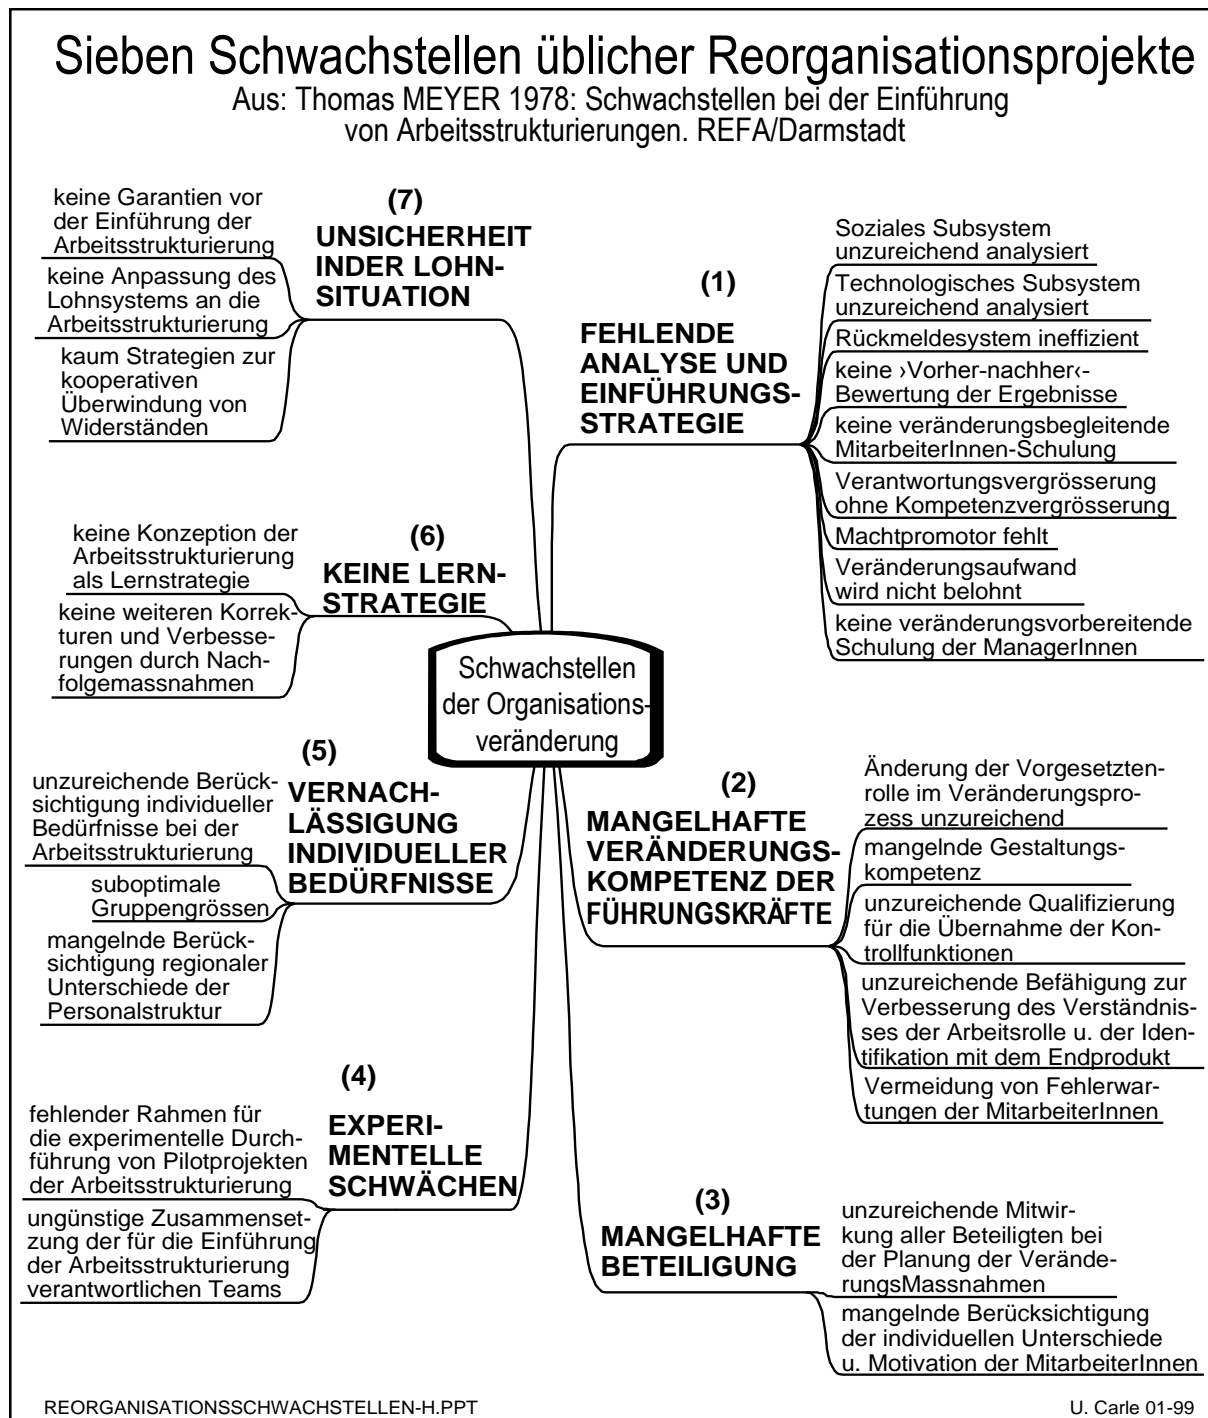 Sieben Schwachstellen üblicher Reorganisationsprojekte
Aus: Thomas MEYER 1978: Schwachstellen bei der Einführung
von Arbeitsstrukturierungen. REFA/Darmstadt
Schwachstellen
der Organisations-
veränderung
(1)
FEHLENDE
ANALYSE UND
EINFÜHRUNGS-
STRATEGIE
Soziales Subsystem
unzureichend analysiert
Technologisches Subsystem
unzureichend analysiert
Rückmeldesystem ineffizient
keine ›Vorher-nachher‹-
Bewertung der Ergebnisse
keine veränderungsbegleitende
MitarbeiterInnen-Schulung
Verantwortungsvergrösserung
ohne Kompetenzvergrösserung
Machtpromotor fehlt
Veränderungsaufwand
wird nicht belohnt
keine veränderungsvorbereitende
Schulung der ManagerInnen
(2)
MANGELHAFTE
VERÄNDERUNGS-
KOMPETENZ DER
FÜHRUNGSKRÄFTE
Änderung der Vorgesetzten-
rolle im Veränderungspro-
zess unzureichend
mangelnde Gestaltungs-
kompetenz
unzureichende Qualifizierung
für die Übernahme der Kon-
trollfunktionen
unzureichende Befähigung zur
Verbesserung des Verständnis-
ses der Arbeitsrolle u. der Iden-
tifikation mit dem Endprodukt
Vermeidung von Fehlerwar-
tungen der MitarbeiterInnen
(3)
MANGELHAFTE
BETEILIGUNG
unzureichende Mitwir-
kung aller Beteiligten bei
der Planung der Verände-
rungsMassnahmen
mangelnde Berücksichtigung
der individuellen Unterschiede
u. Motivation der MitarbeiterInnen
(4)
EXPERI-
MENTELLE
SCHWÄCHEN
fehlender Rahmen für
die experimentelle Durch-
führung von Pilotprojekten
der Arbeitsstrukturierung
ungünstige Zusammenset-
zung der für die Einführung
der Arbeitsstrukturierung
verantwortlichen Teams
(5)
VERNACH-
LÄSSIGUNG
INDIVIDUELLER
BEDÜRFNISSE
unzureichende Berück-
sichtigung individueller
Bedürfnisse bei der
Arbeitsstrukturierung
suboptimale
Gruppengrössen
mangelnde Berück-
sichtigung regionaler
Unterschiede der
Personalstruktur
(6)
KEINE LERN-
STRATEGIE
keine Konzeption der
Arbeitsstrukturierung
als Lernstrategie
keine weiteren Korrek-
turen und Verbesse-
rungen durch Nach-
folgemassnahmen
(7)
UNSICHERHEIT
INDER LOHN-
SITUATION
keine Garantien vor
der Einführung der
Arbeitsstrukturierung
keine Anpassung des
Lohnsystems an die
Arbeitsstrukturierung
kaum Strategien zur
kooperativen
Überwindung von
Widerständen
REORGANISATIONSSCHWACHSTELLEN-H.PPT
U. Carle 01-99